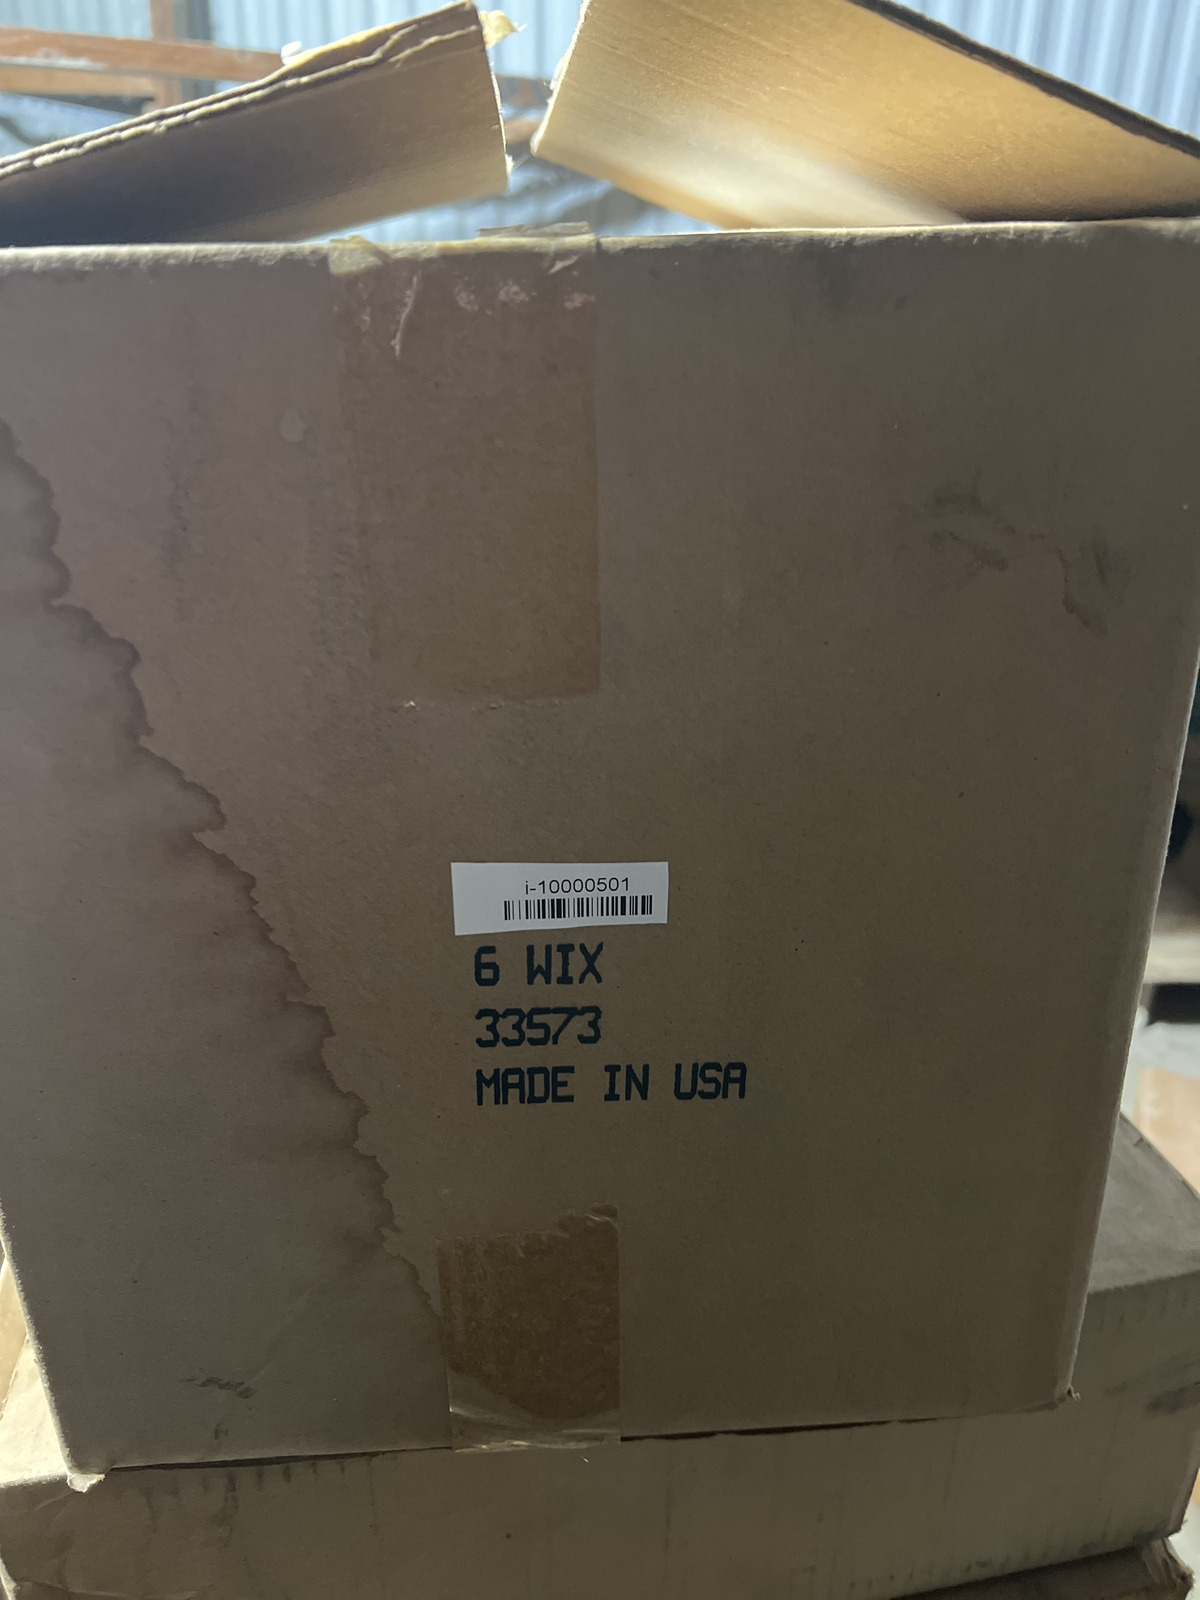 i-10000501
6 WIX
33573
MADE IN USA